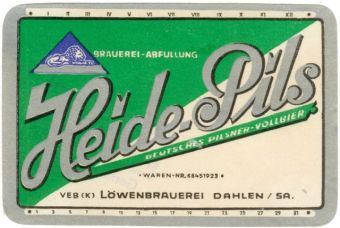 I II III IV V VI VII VIII IX X XI XII
BRAUEREI-ABFÜLLUNG
Heide-Pils
DEUTSCHES PILSNER-VOLLBIER
• WAREN-NR. 68451923 •
VEB (K) LÖWENBRAUEREI DAHLEN / SA.
1 3 5 7 9 11 13 15 17 19 21 23 25 27 29 31